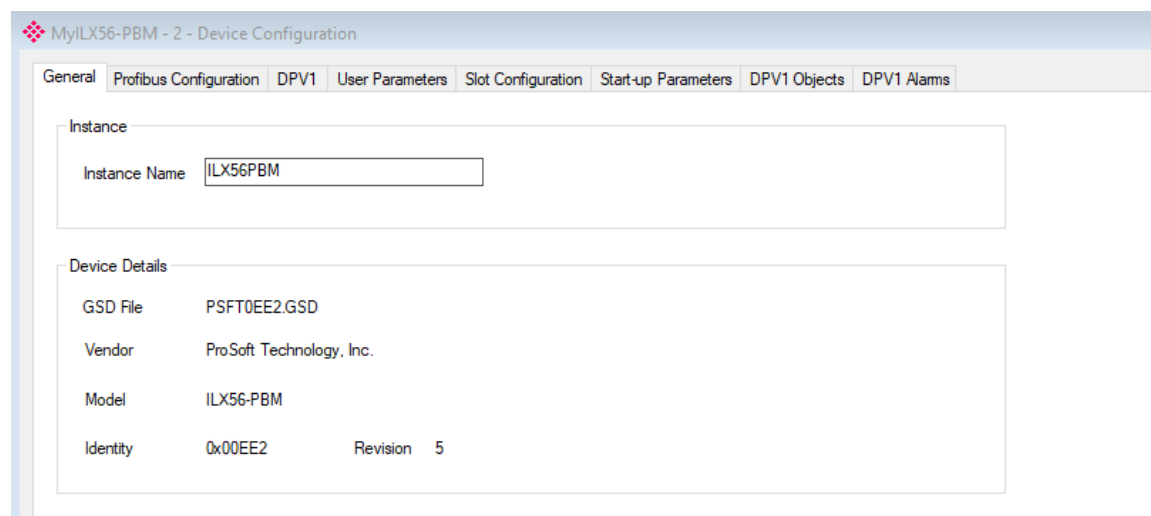 MyILX56-PBM - 2 - Device Configuration
General Profibus Configuration DPV1 User Parameters Slot Configuration Start-up Parameters DPV1 Objects DPV1 Alarms
Instance
Instance Name ILX56PBM
Device Details
GSD File PSFT0EE2.GSD
Vendor ProSoft Technology, Inc.
Model ILX56-PBM
Identity 0x00EE2 Revision 5